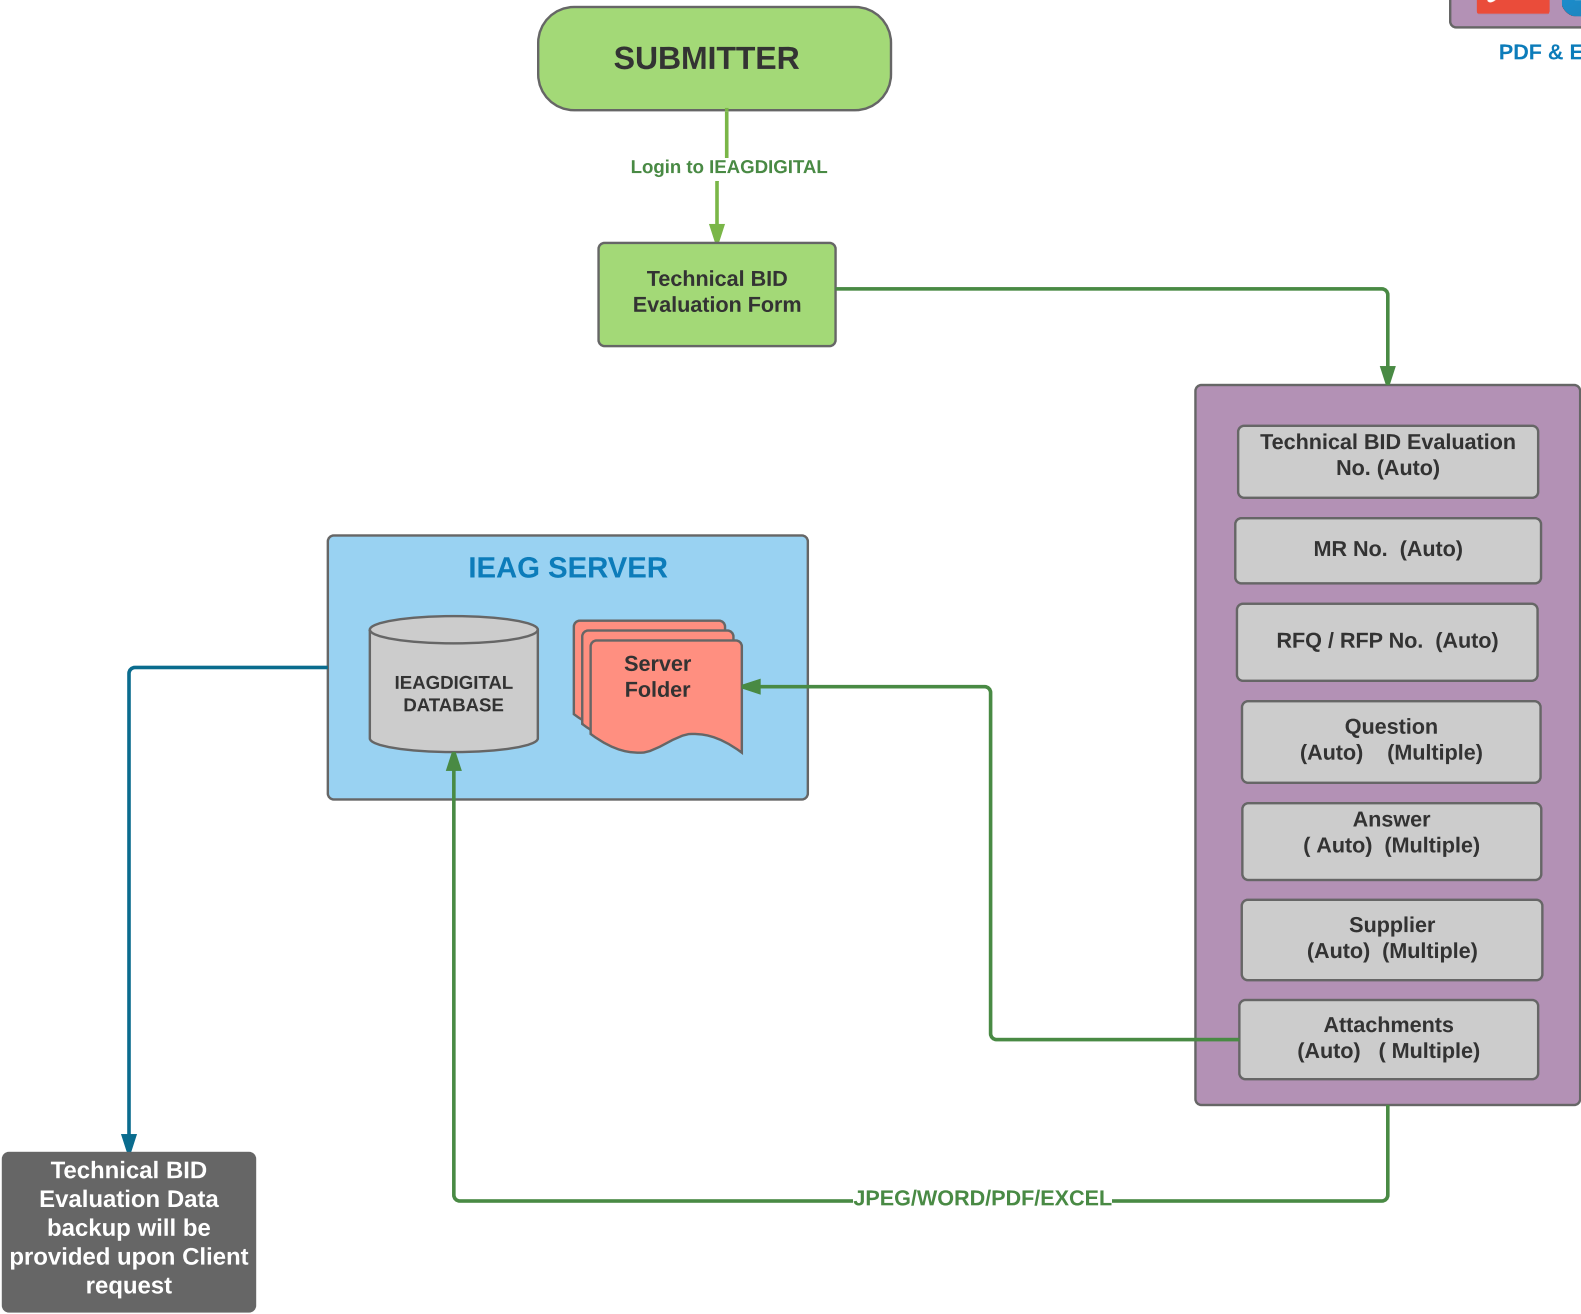 SUBMITTER
PDF & E
Login to IEAGDIGITAL
Technical BID
Evaluation Form
Technical BID Evaluation
No. (Auto)
MR No. (Auto)
RFQ / RFP No. (Auto)
Question
(Auto) (Multiple)
Answer
( Auto) (Multiple)
Supplier
(Auto) (Multiple)
Attachments
(Auto) ( Multiple)
IEAG SERVER
IEAGDIGITAL
DATABASE
Server
Folder
JPEG/WORD/PDF/EXCEL
Technical BID
Evaluation Data
backup will be
provided upon Client
request